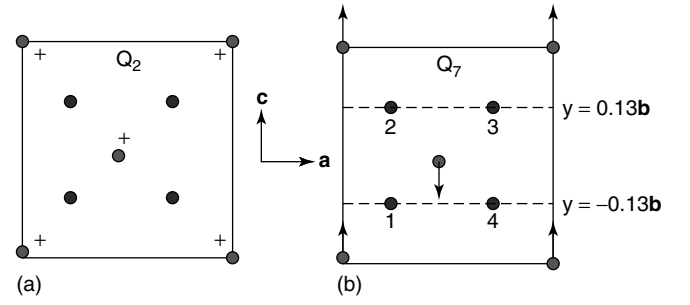 Q2
+ +
c
+
a
+ +
(a)
Q7
y = 0.13b
2 3
y = −0.13b
1 4
(b)